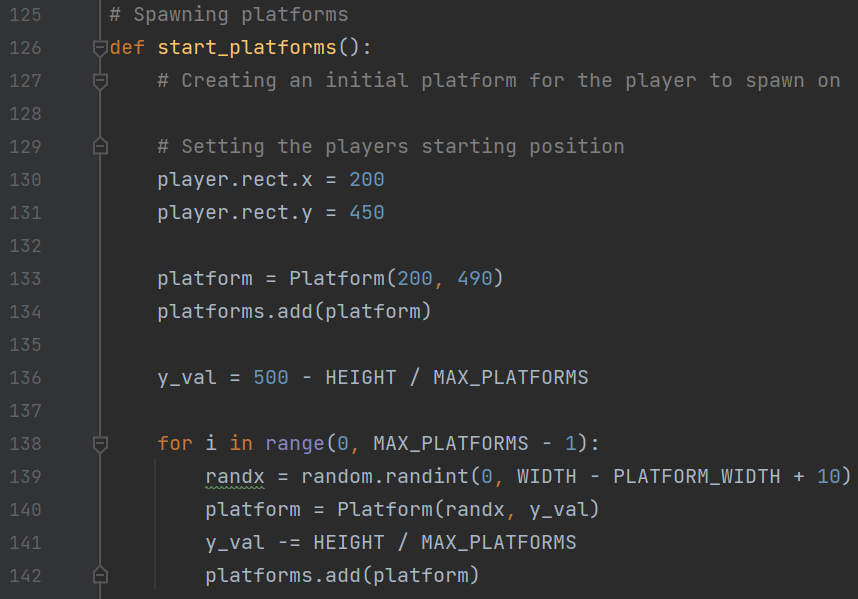 125 # Spawning platforms
126 def start_platforms():
127     # Creating an initial platform for the player to spawn on
128
129     # Setting the players starting position
130     player.rect.x = 200
131     player.rect.y = 450
132
133     platform = Platform(200, 490)
134     platforms.add(platform)
135
136     y_val = 500 - HEIGHT / MAX_PLATFORMS
137
138     for i in range(0, MAX_PLATFORMS - 1):
139         randx = random.randint(0, WIDTH - PLATFORM_WIDTH + 10)
140         platform = Platform(randx, y_val)
141         y_val -= HEIGHT / MAX_PLATFORMS
142         platforms.add(platform)